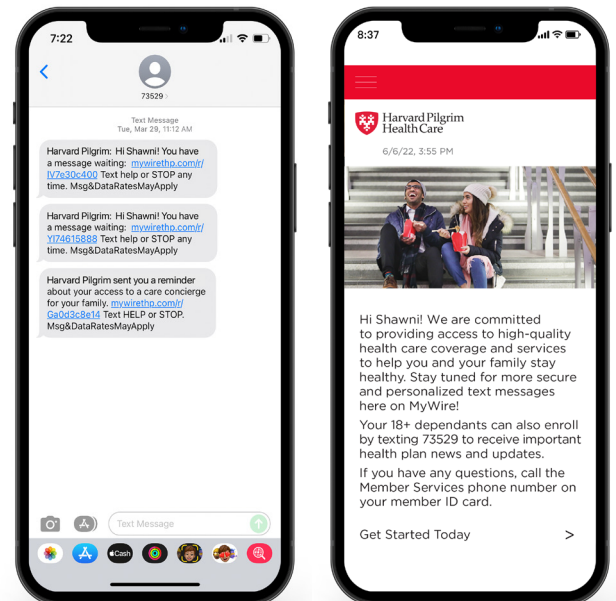 7:22
73529 >
Text Message
Tue, Mar 29, 11:12 AM
Harvard Pilgrim: Hi Shawni! You have
a message waiting: mywirethp.com/r/
IV7e30c400 Text help or STOP any
time. Msg&DataRatesMayApply
Harvard Pilgrim: Hi Shawni! You have
a message waiting: mywirethp.com/r/
YI74615888 Text help or STOP any
time. Msg&DataRatesMayApply
Harvard Pilgrim sent you a reminder
about your access to a care concierge
for your family. mywirethp.com/r/
Ga0d3c8e14 Text HELP or STOP.
Msg&DataRatesMayApply
Text Message
Cash
8:37
Harvard Pilgrim
Health Care
6/6/22, 3:55 PM
Hi Shawni! We are committed
to providing access to high-quality
health care coverage and services
to help you and your family stay
healthy. Stay tuned for more secure
and personalized text messages
here on MyWire!
Your 18+ dependants can also enroll
by texting 73529 to receive important
health plan news and updates.
If you have any questions, call the
Member Services phone number on
your member ID card.
Get Started Today >